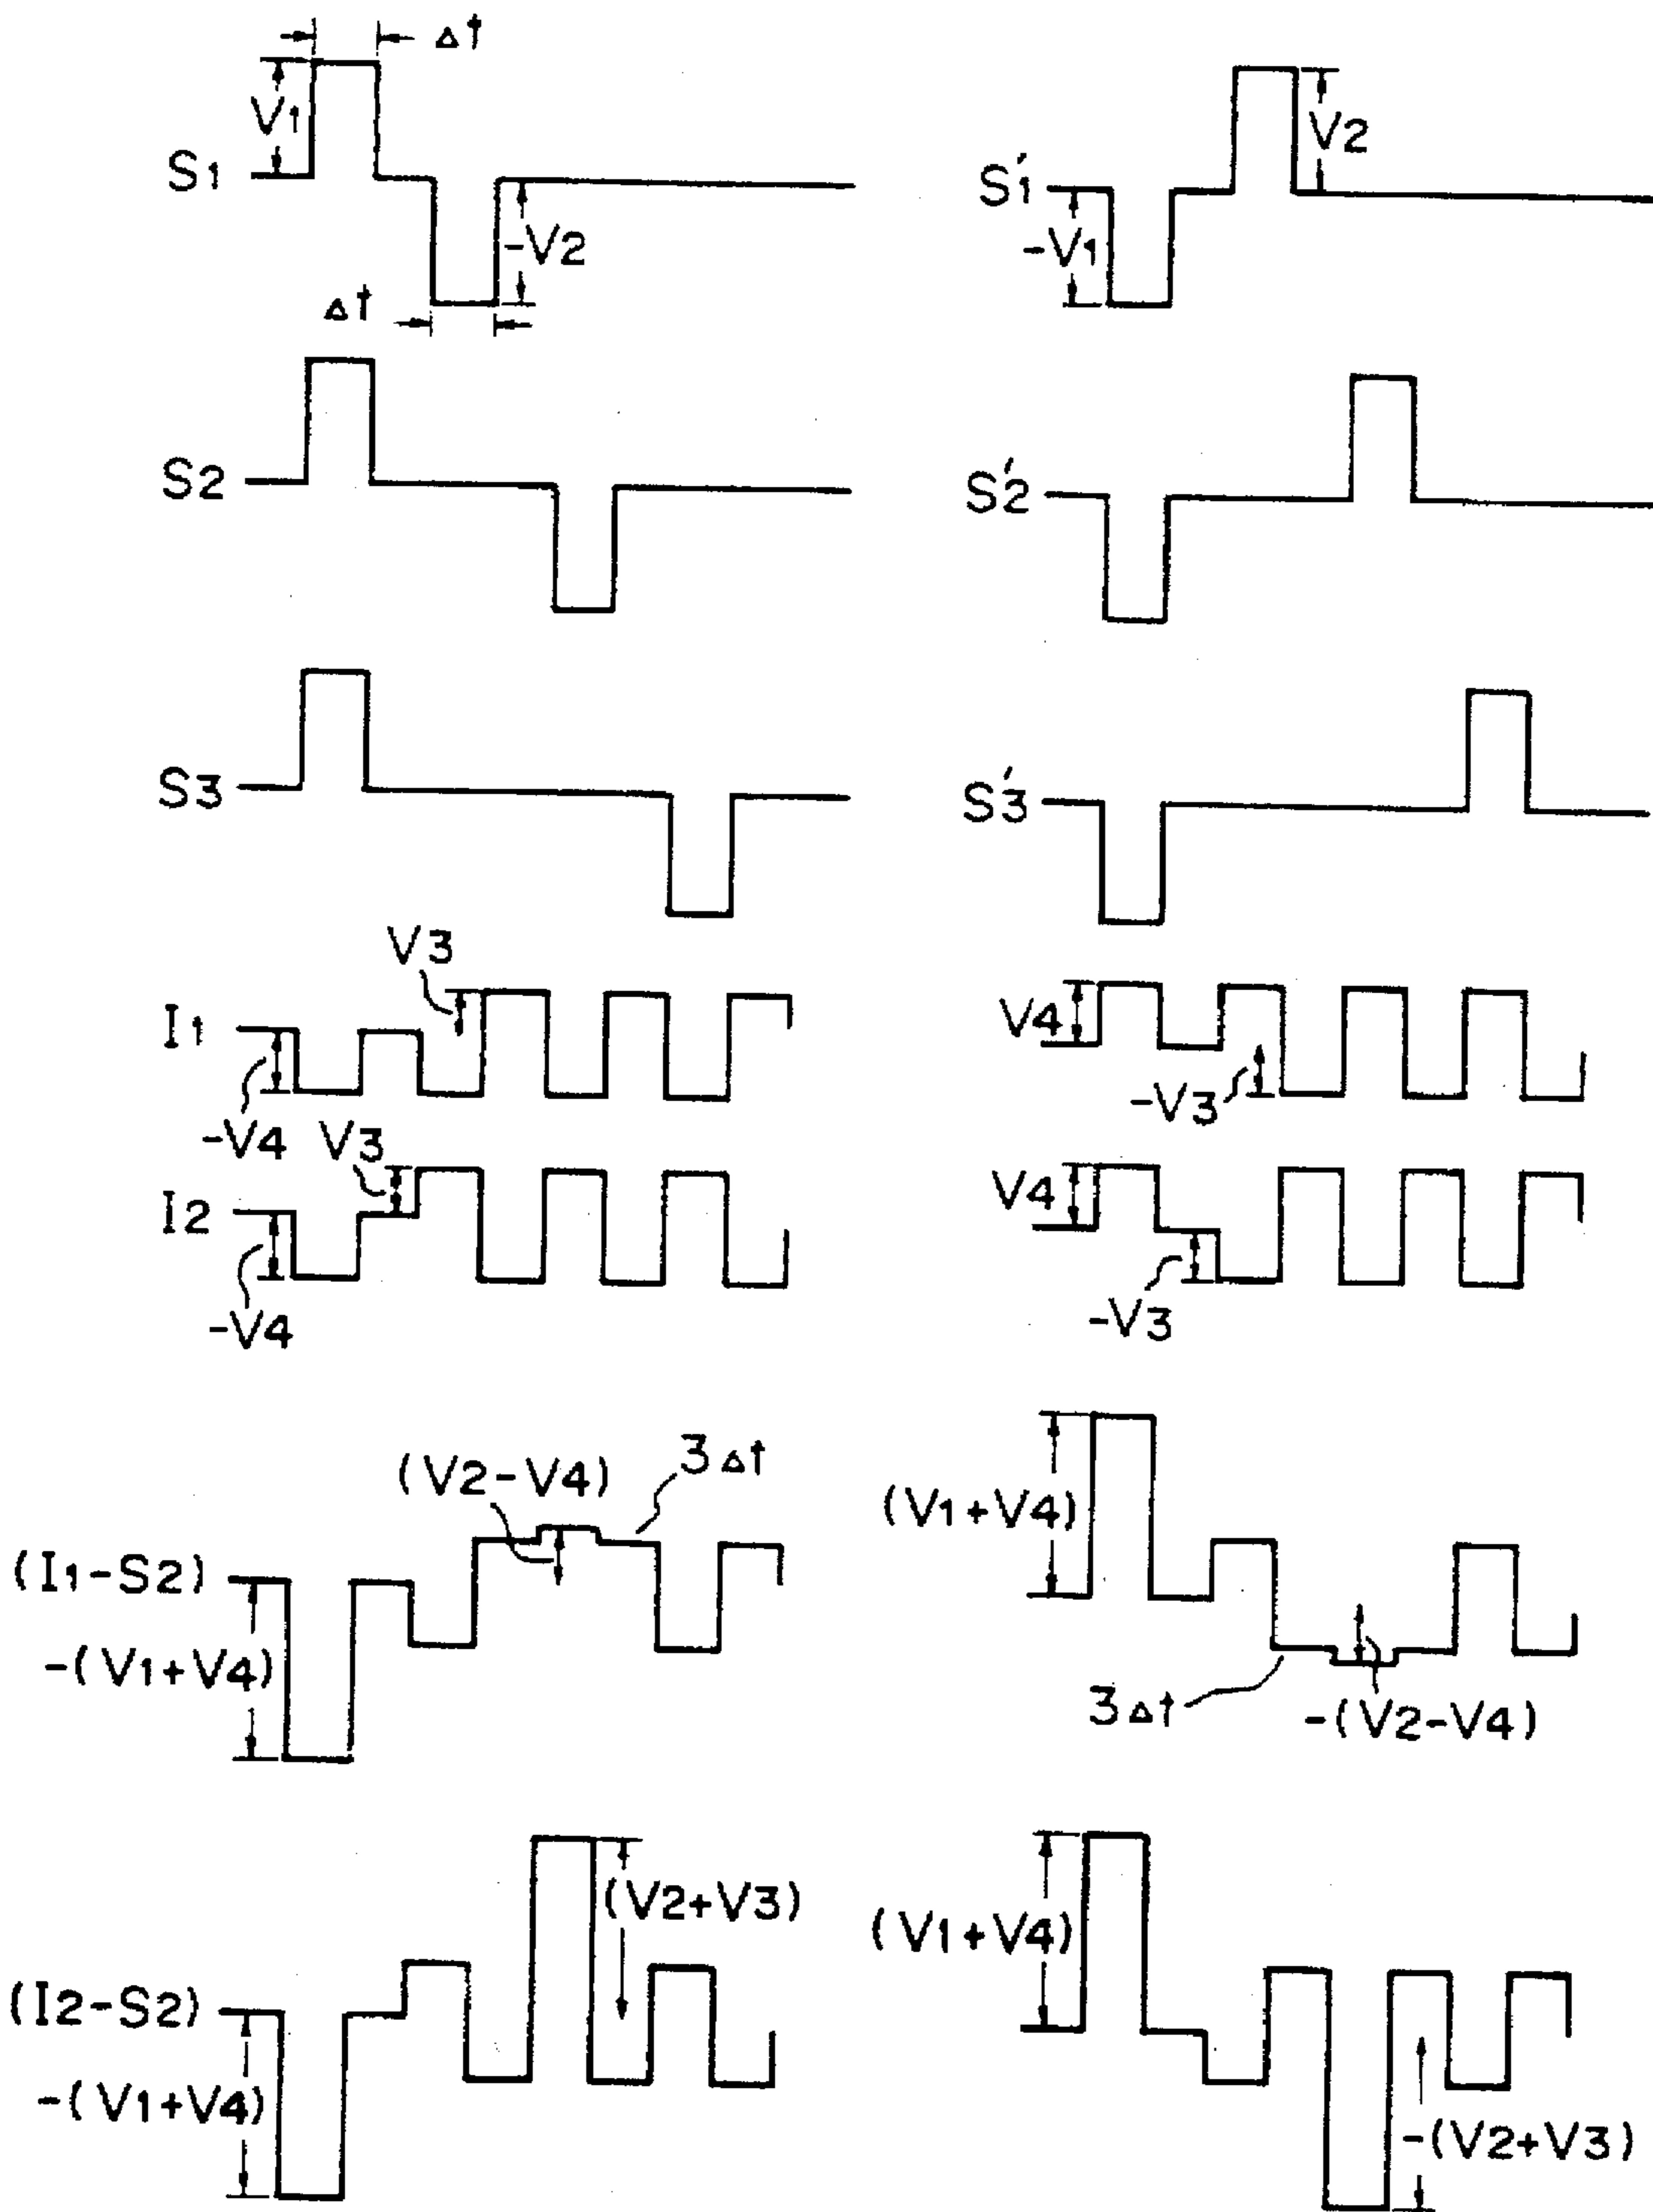 Δt
V1
S1
-V2
Δt
S'1
-V1
V2
S2
S'2
S3
S'3
V3
I1
-V4
V4
-V3
V3
I2
-V4
V4
-V3
(V2-V4)
3Δt
(I1-S2)
-(V1+V4)
(V1+V4)
3Δt
-(V2-V4)
(V2+V3)
(I2-S2)
-(V1+V4)
(V1+V4)
-(V2+V3)